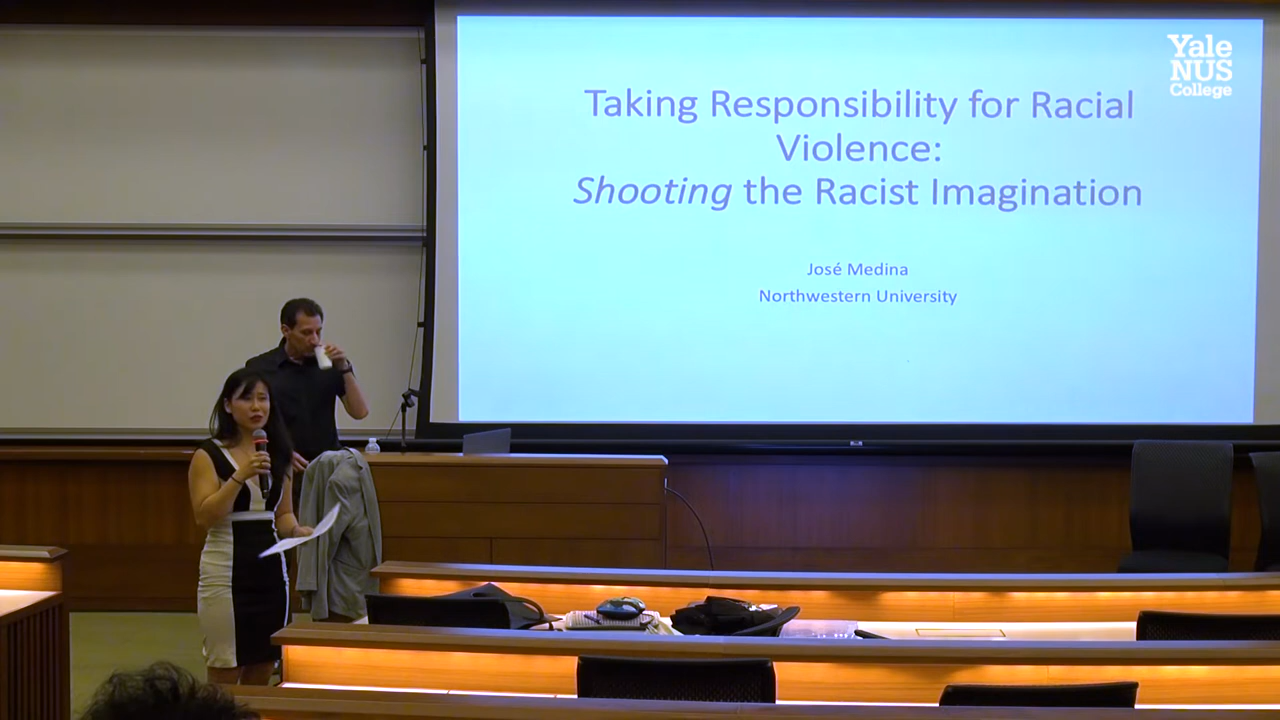 Yale
NUS
College
Taking Responsibility for Racial
Violence:
Shooting the Racist Imagination
José Medina
Northwestern University